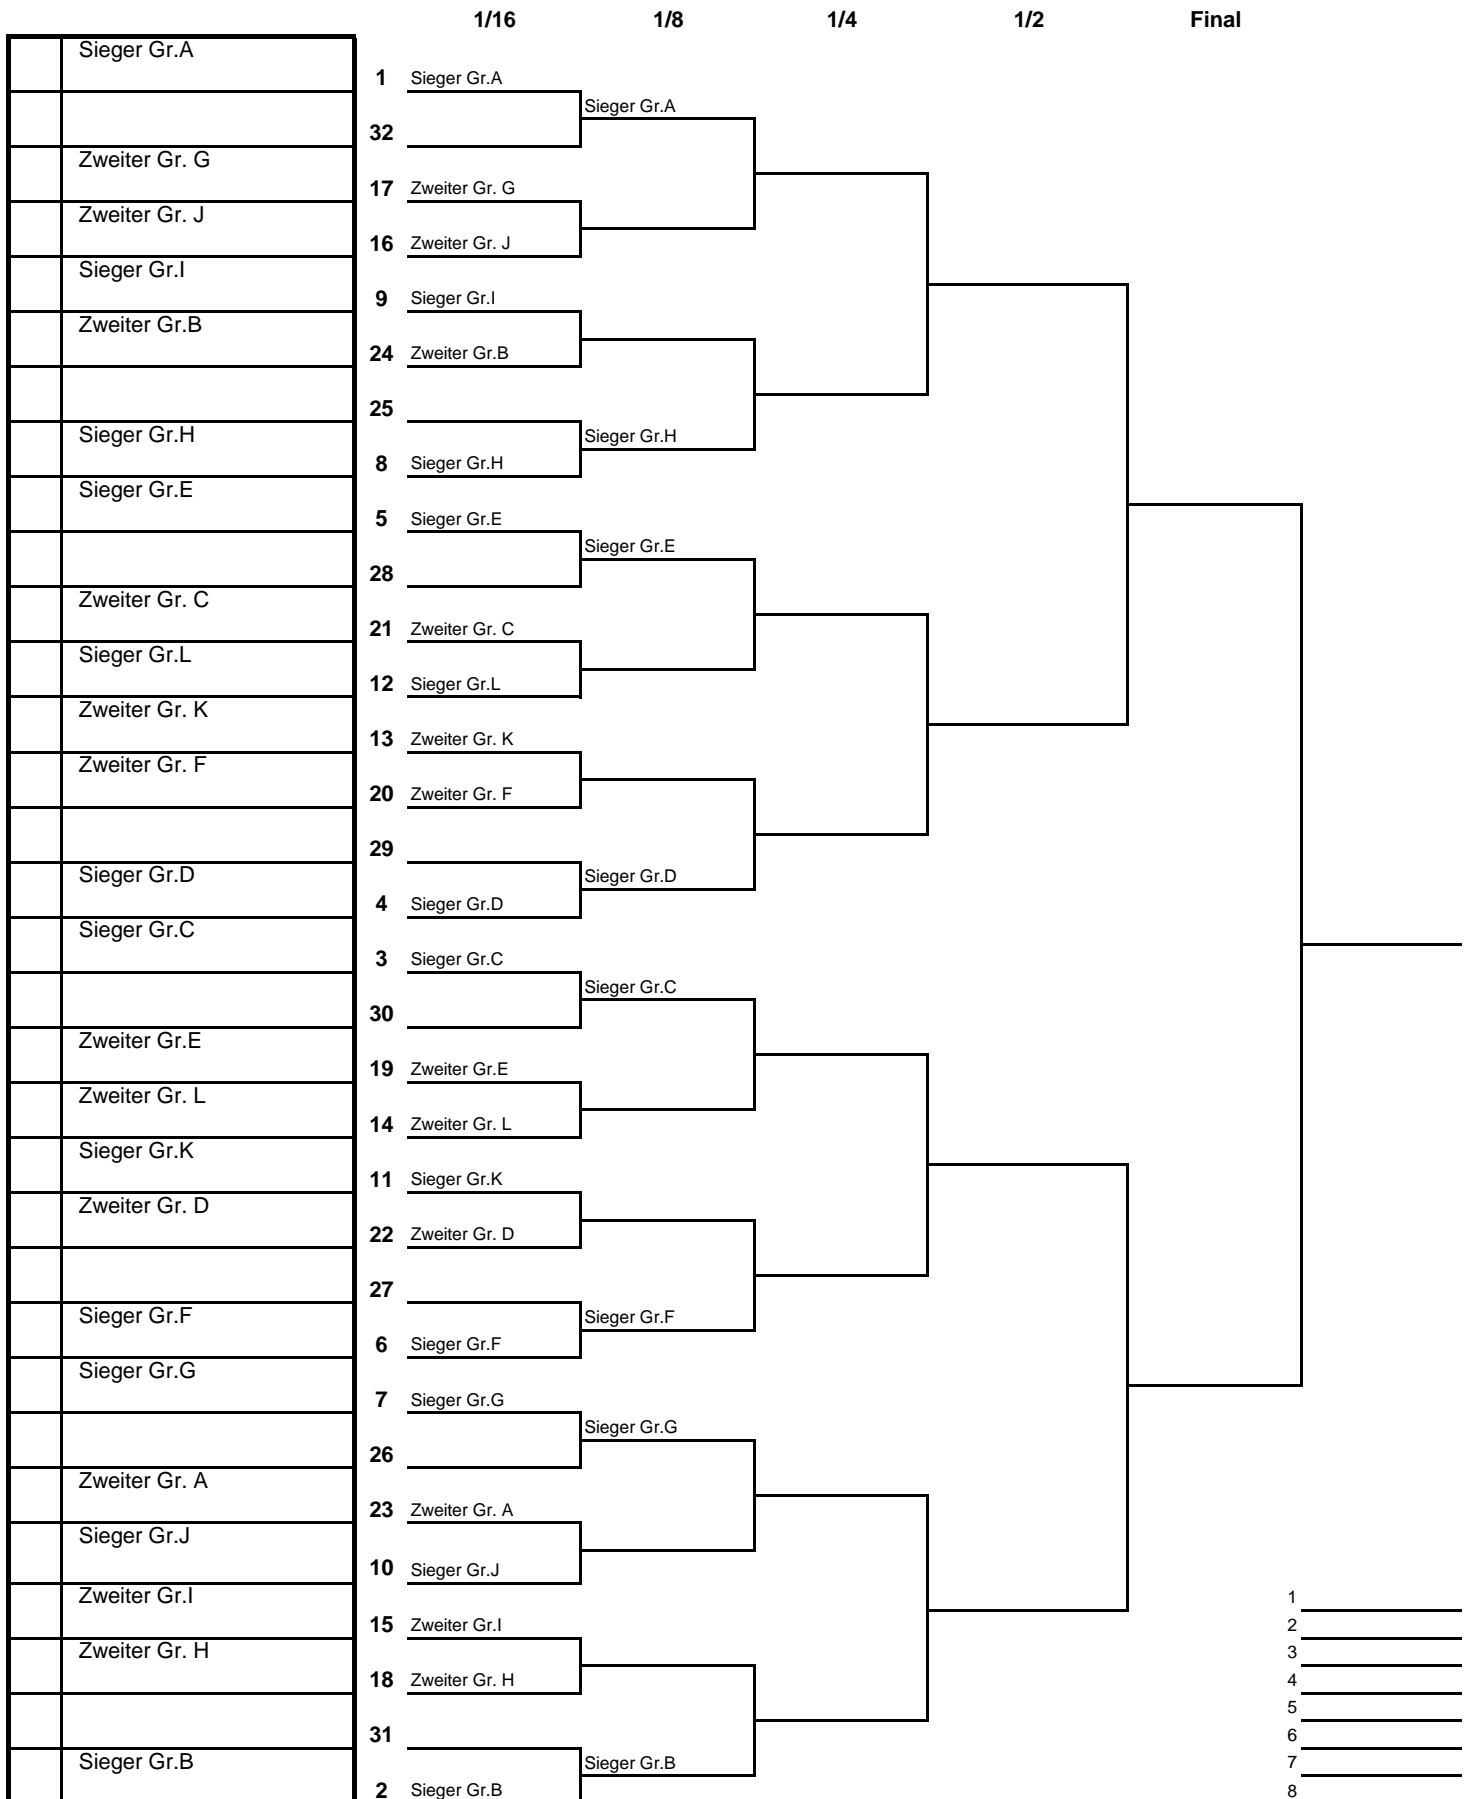 1/16 1/8 1/4 1/2 Final
Sieger Gr.A
1 Sieger Gr.A
Sieger Gr.A
32
Zweiter Gr. G
17 Zweiter Gr. G
Zweiter Gr. J
16 Zweiter Gr. J
Sieger Gr.I
9 Sieger Gr.I
Zweiter Gr.B
24 Zweiter Gr.B
25
Sieger Gr.H Sieger Gr.H
8 Sieger Gr.H
Sieger Gr.E
5 Sieger Gr.E
Sieger Gr.E
28
Zweiter Gr. C
21 Zweiter Gr. C
Sieger Gr.L
12 Sieger Gr.L
Zweiter Gr. K
13 Zweiter Gr. K
Zweiter Gr. F
20 Zweiter Gr. F
29
Sieger Gr.D Sieger Gr.D
4 Sieger Gr.D
Sieger Gr.C
3 Sieger Gr.C
Sieger Gr.C
30
Zweiter Gr.E
19 Zweiter Gr.E
Zweiter Gr. L
14 Zweiter Gr. L
Sieger Gr.K
11 Sieger Gr.K
Zweiter Gr. D
22 Zweiter Gr. D
27
Sieger Gr.F Sieger Gr.F
6 Sieger Gr.F
Sieger Gr.G
7 Sieger Gr.G
Sieger Gr.G
26
Zweiter Gr. A
23 Zweiter Gr. A
Sieger Gr.J
10 Sieger Gr.J
Zweiter Gr.I 1
15 Zweiter Gr.I 2
Zweiter Gr. H 3
18 Zweiter Gr. H 4
5
31 6
Sieger Gr.B Sieger Gr.B 7
2 Sieger Gr.B 8